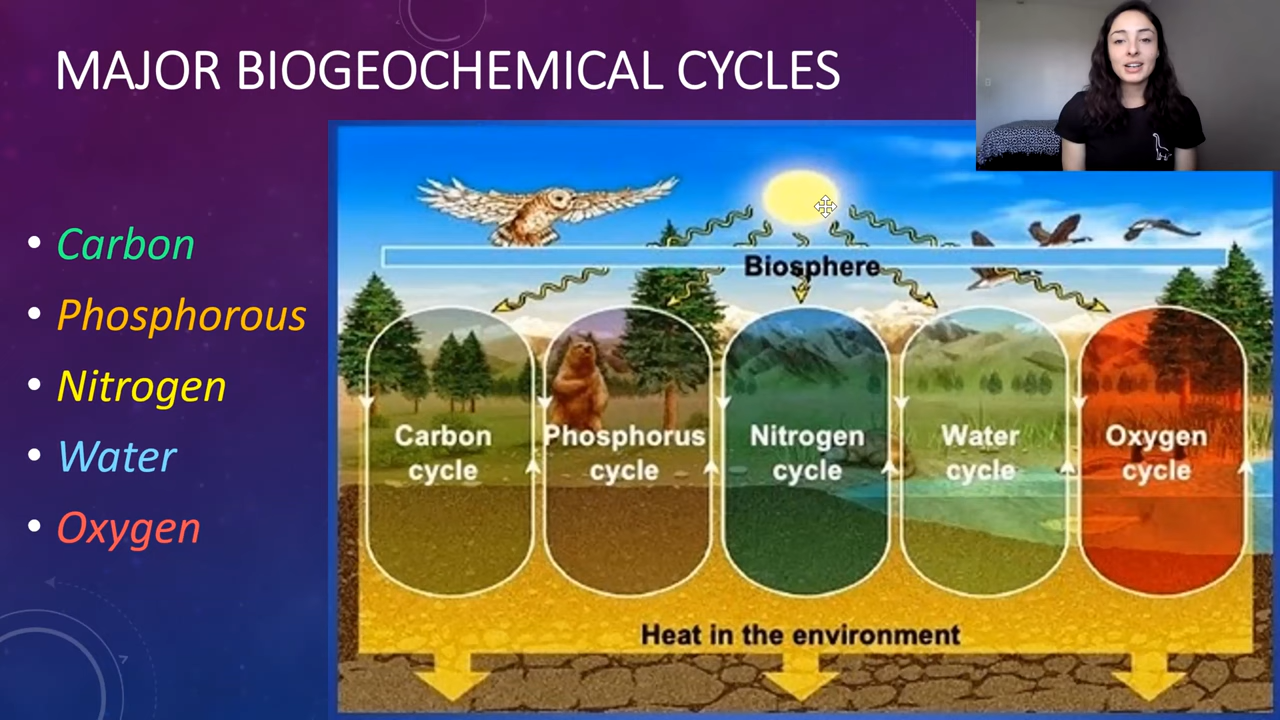 MAJOR BIOGEOCHEMICAL CYCLES
• Carbon
• Phosphorous
• Nitrogen
• Water
• Oxygen
Biosphere
Carbon
cycle
Phosphorus
cycle
Nitrogen
cycle
Water
cycle
Oxygen
cycle
Heat in the environment